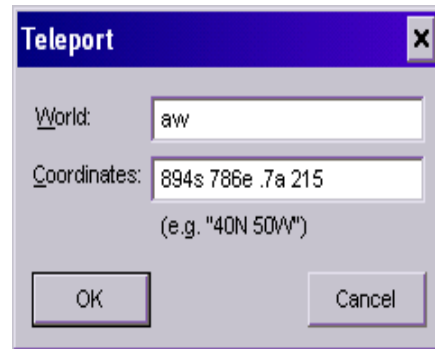 Teleport
World: aw
Coordinates: 894s 786e .7a 215
(e.g. "40N 50W")
OK Cancel